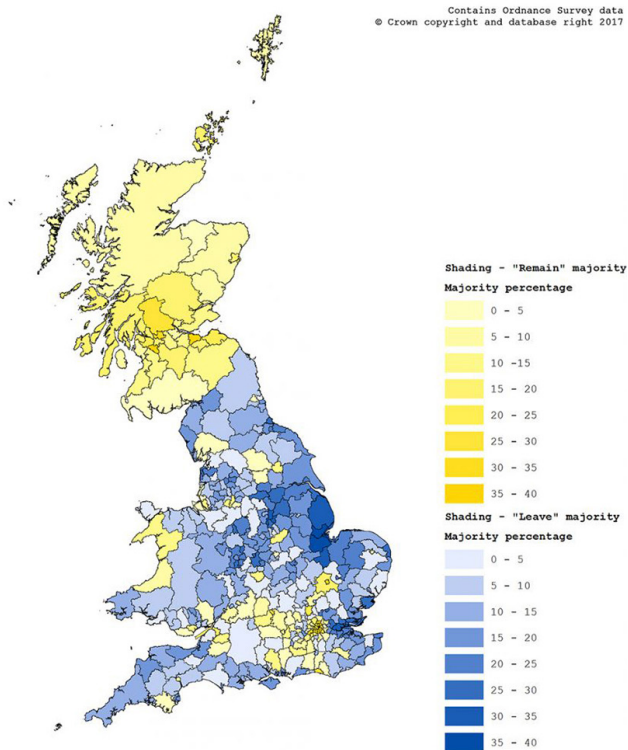 Contains Ordnance Survey data
© Crown copyright and database right 2017
Shading - "Remain" majority
Majority percentage
0 - 5
5 - 10
10 -15
15 - 20
20 - 25
25 - 30
30 - 35
35 - 40
Shading - "Leave" majority
Majority percentage
0 - 5
5 - 10
10 - 15
15 - 20
20 - 25
25 - 30
30 - 35
35 - 40